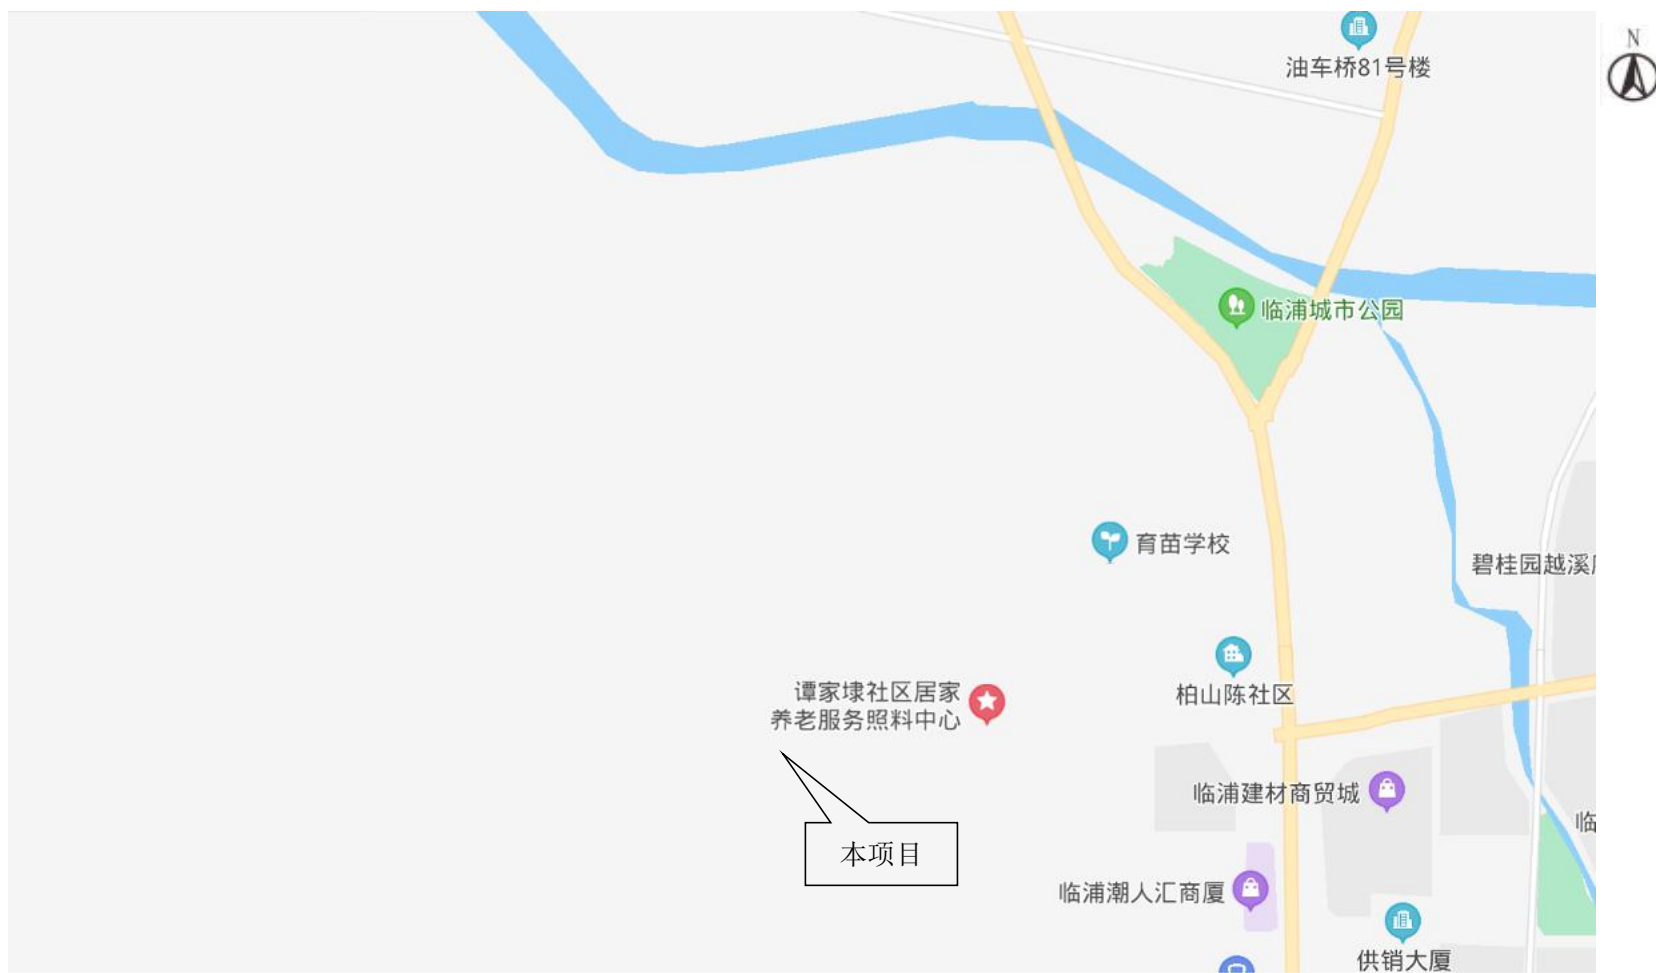 N
油车桥81号楼
临浦城市公园
育苗学校
碧桂园越溪
柏山陈社区
谭家埭社区居家
养老服务照料中心
临浦建材商贸城
临
本项目
临浦潮人汇商厦
供销大厦